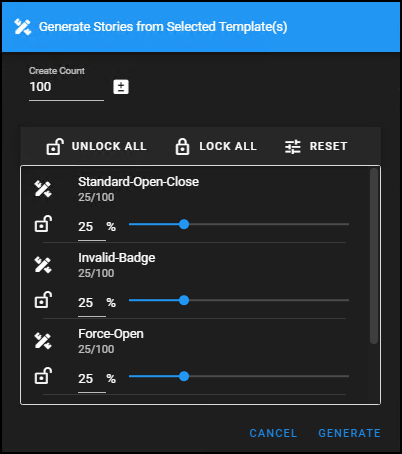 Generate Stories from Selected Template(s)
Create Count
100
UNLOCK ALL LOCK ALL RESET
Standard-Open-Close
25/100
25 %
Invalid-Badge
25/100
25 %
Force-Open
25/100
25 %
CANCEL GENERATE